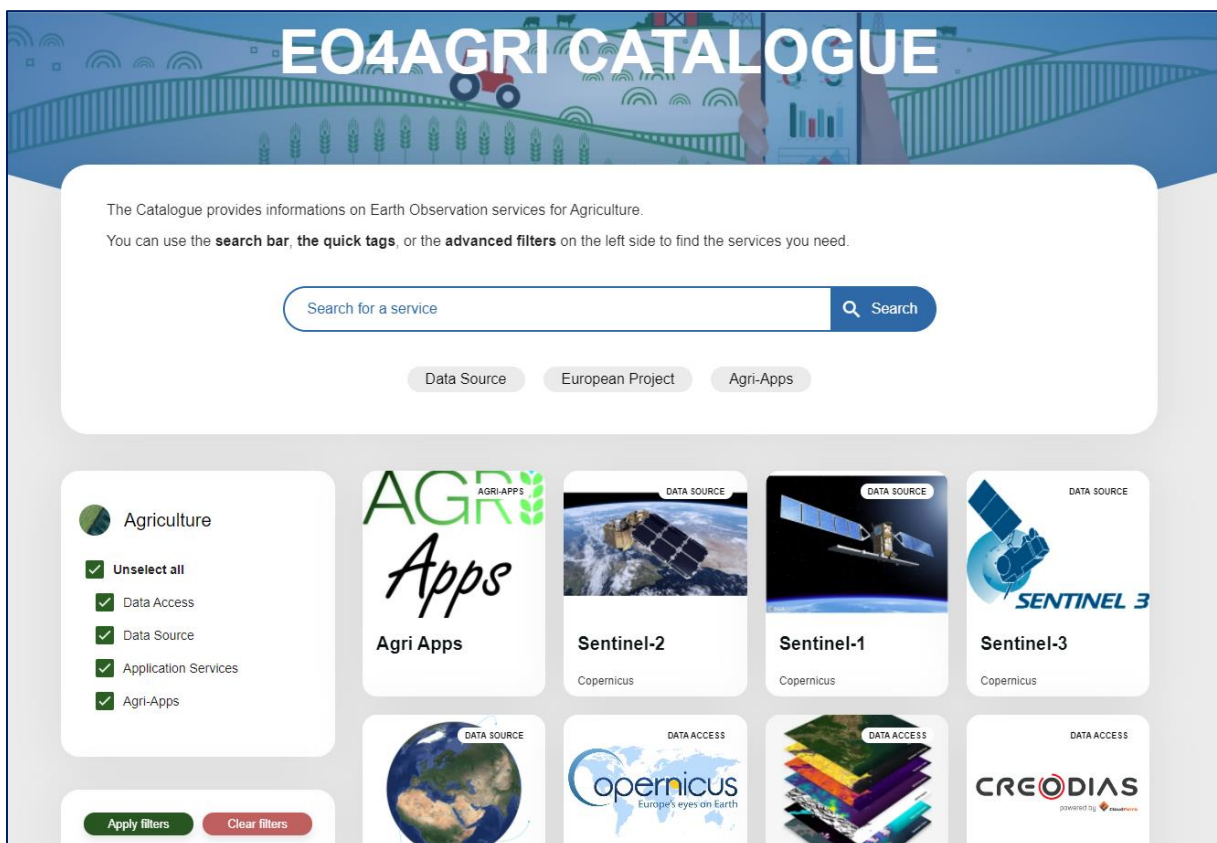 EO4AGRI CATALOGUE
The Catalogue provides informations on Earth Observation services for Agriculture.
You can use the search bar, the quick tags, or the advanced filters on the left side to find the services you need.
Search for a service
Search
Data Source
European Project
Agri-Apps
Agriculture
Unselect all
Data Access
Data Source
Application Services
Agri-Apps
Apply filters
Clear filters
AGRI
AGRI-APPS
Apps
Agri Apps
DATA SOURCE
Sentinel-2
Copernicus
DATA SOURCE
Sentinel-1
Copernicus
DATA SOURCE
SENTINEL 3
Sentinel-3
Copernicus
DATA SOURCE
DATA ACCESS
opernicus
Europe's eyes on Earth
DATA ACCESS
DATA ACCESS
CREODIAS
powered by CloudFerro